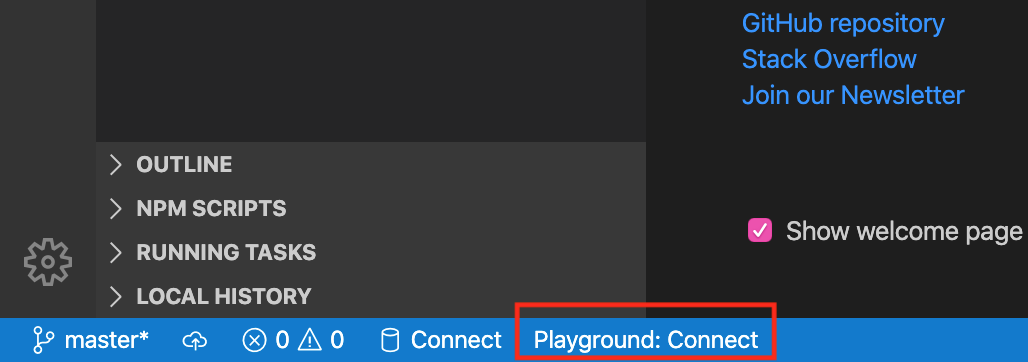 GitHub repository
Stack Overflow
Join our Newsletter
OUTLINE
NPM SCRIPTS
RUNNING TASKS
LOCAL HISTORY
Show welcome page
master* 0 0 Connect Playground: Connect